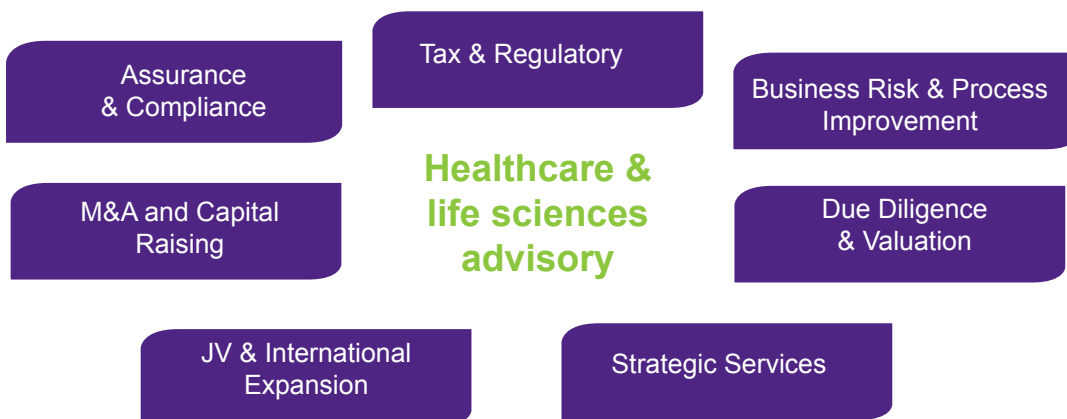 Tax & Regulatory
Assurance
& Compliance
Business Risk & Process
Improvement
Healthcare &
life sciences
advisory
M&A and Capital
Raising
Due Diligence
& Valuation
JV & International
Expansion
Strategic Services